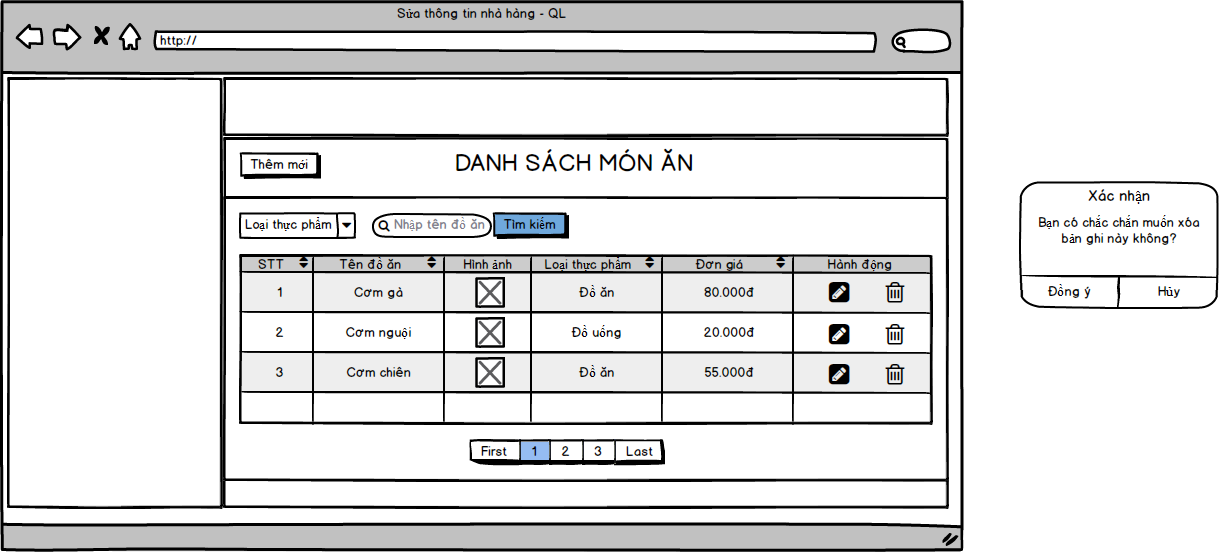 Sửa thông tin nhà hàng - QL
http://
Thêm mới
DANH SÁCH MÓN ĂN
Loại thực phẩm
Nhập tên đồ ăn
Tìm kiếm
STT Tên đồ ăn Hình ảnh Loại thực phẩm Đơn giá Hành động
1 Cơm gà Đồ ăn 80.000đ
2 Cơm nguội Đồ uống 20.000đ
3 Cơm chiên Đồ ăn 55.000đ
First 1 2 3 Last
Xác nhận
Bạn có chắc chắn muốn xóa
bản ghi này không?
Đồng ý Hủy